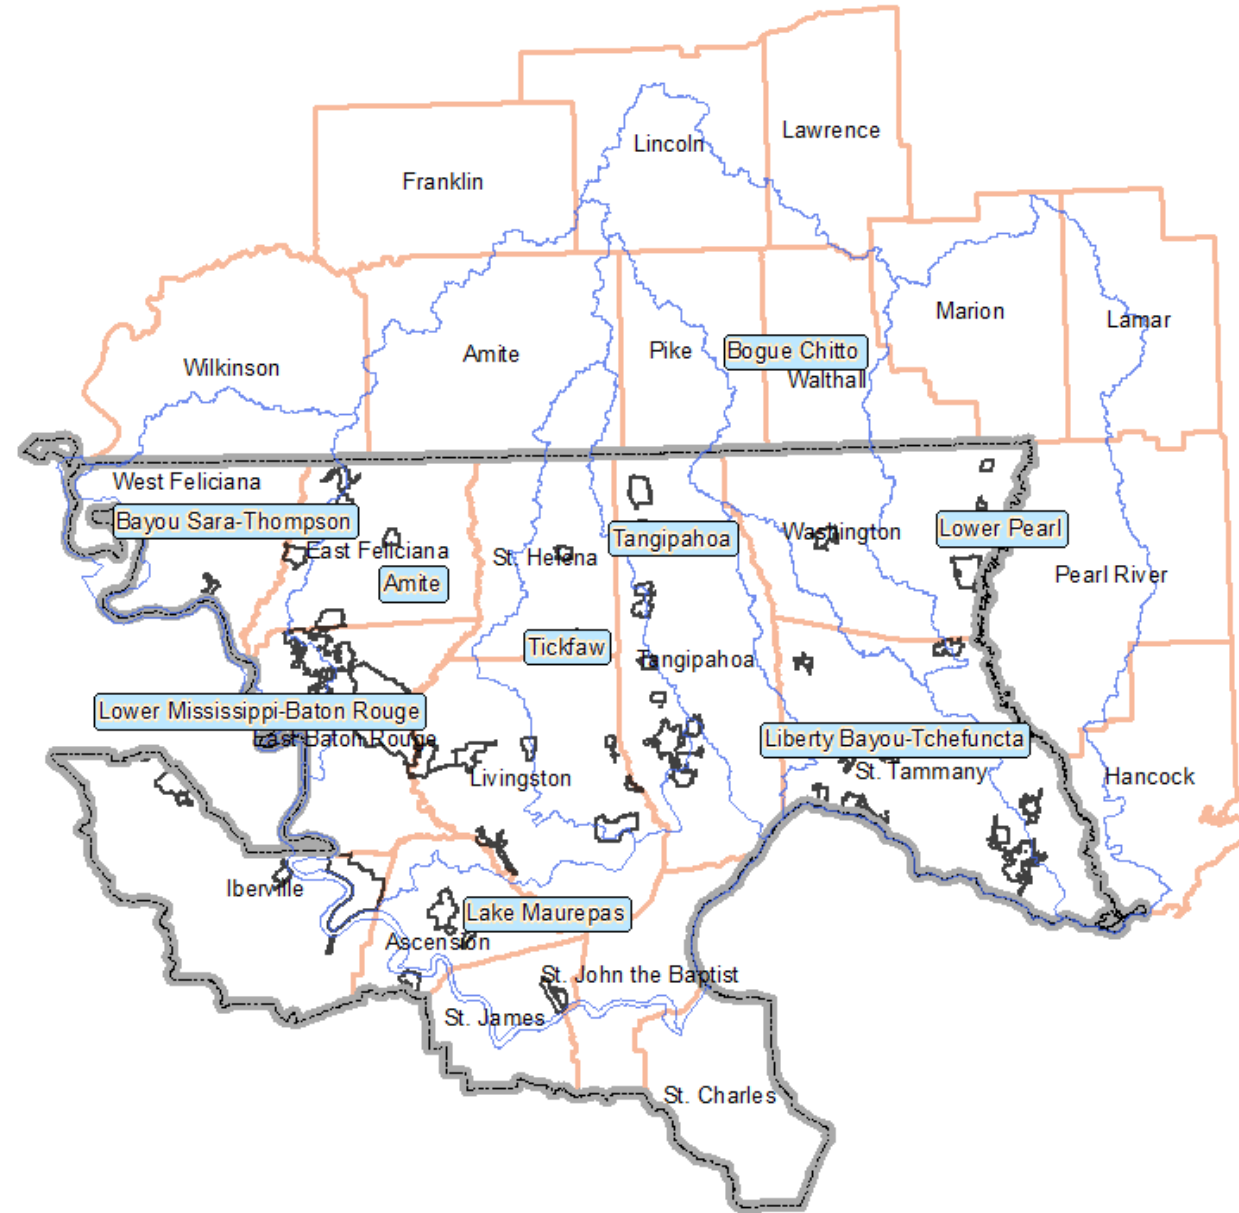 Lawrence
Lincoln
Franklin
Marion
Lamar
Pike
Bogue Chitto
Amite
Wilkinson
Walthall
West Feliciana
Bayou Sara-Thompson
Tangipahoa
Washington
Lower Pearl
East Feliciana
St. Helena
Pearl River
Amite
Tickfaw
Tangipahoa
Lower Mississippi-Baton Rouge
East Baton Rouge
Liberty Bayou-Tchefuncta
Livingston
St. Tammany
Hancock
Iberville
Lake Maurepas
Ascension
St. John the Baptist
St. James
St. Charles